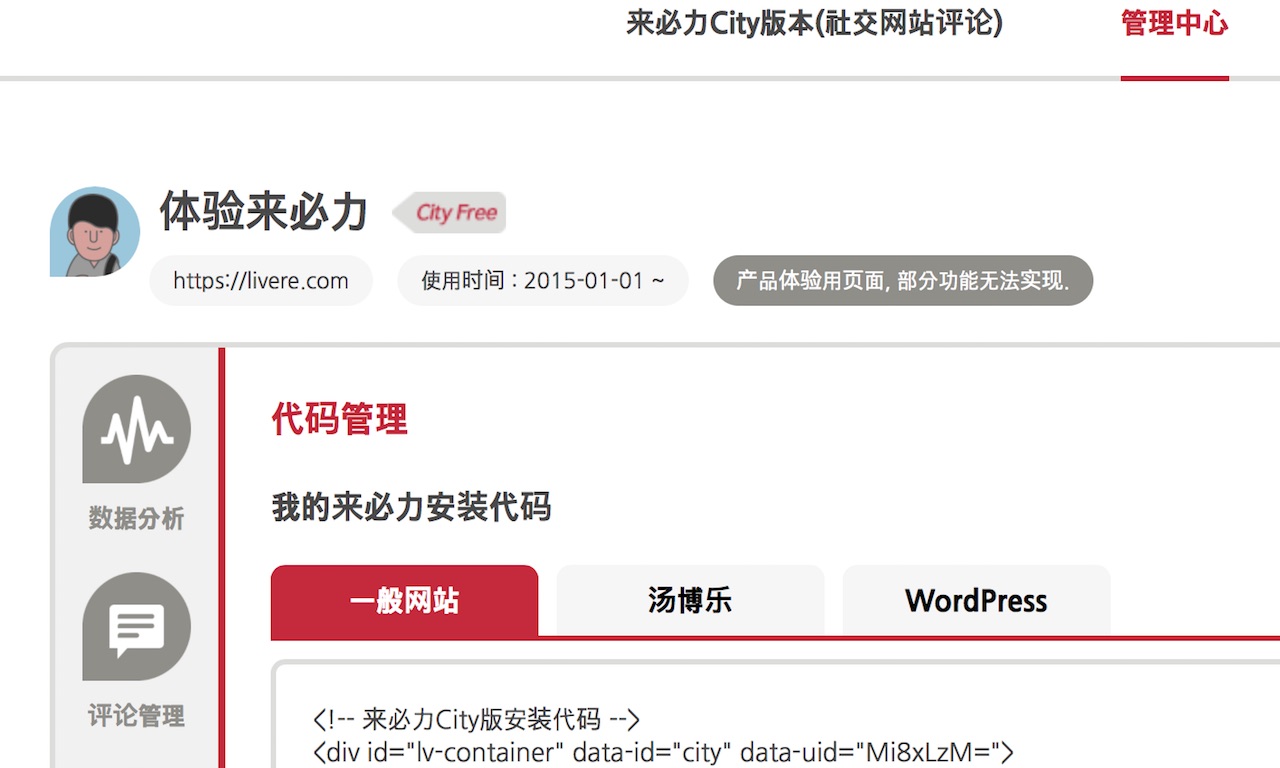 来必力City版本(社交网站评论) 管理中心
体验来必力 City Free
https://livere.com 使用时间 : 2015-01-01 ~ 产品体验用页面, 部分功能无法实现.
代码管理
数据分析
我的来必力安装代码
一般网站 汤博乐 WordPress
评论管理
<!-- 来必力City版安装代码 -->
<div id="lv-container" data-id="city" data-uid="Mi8xLzM=">